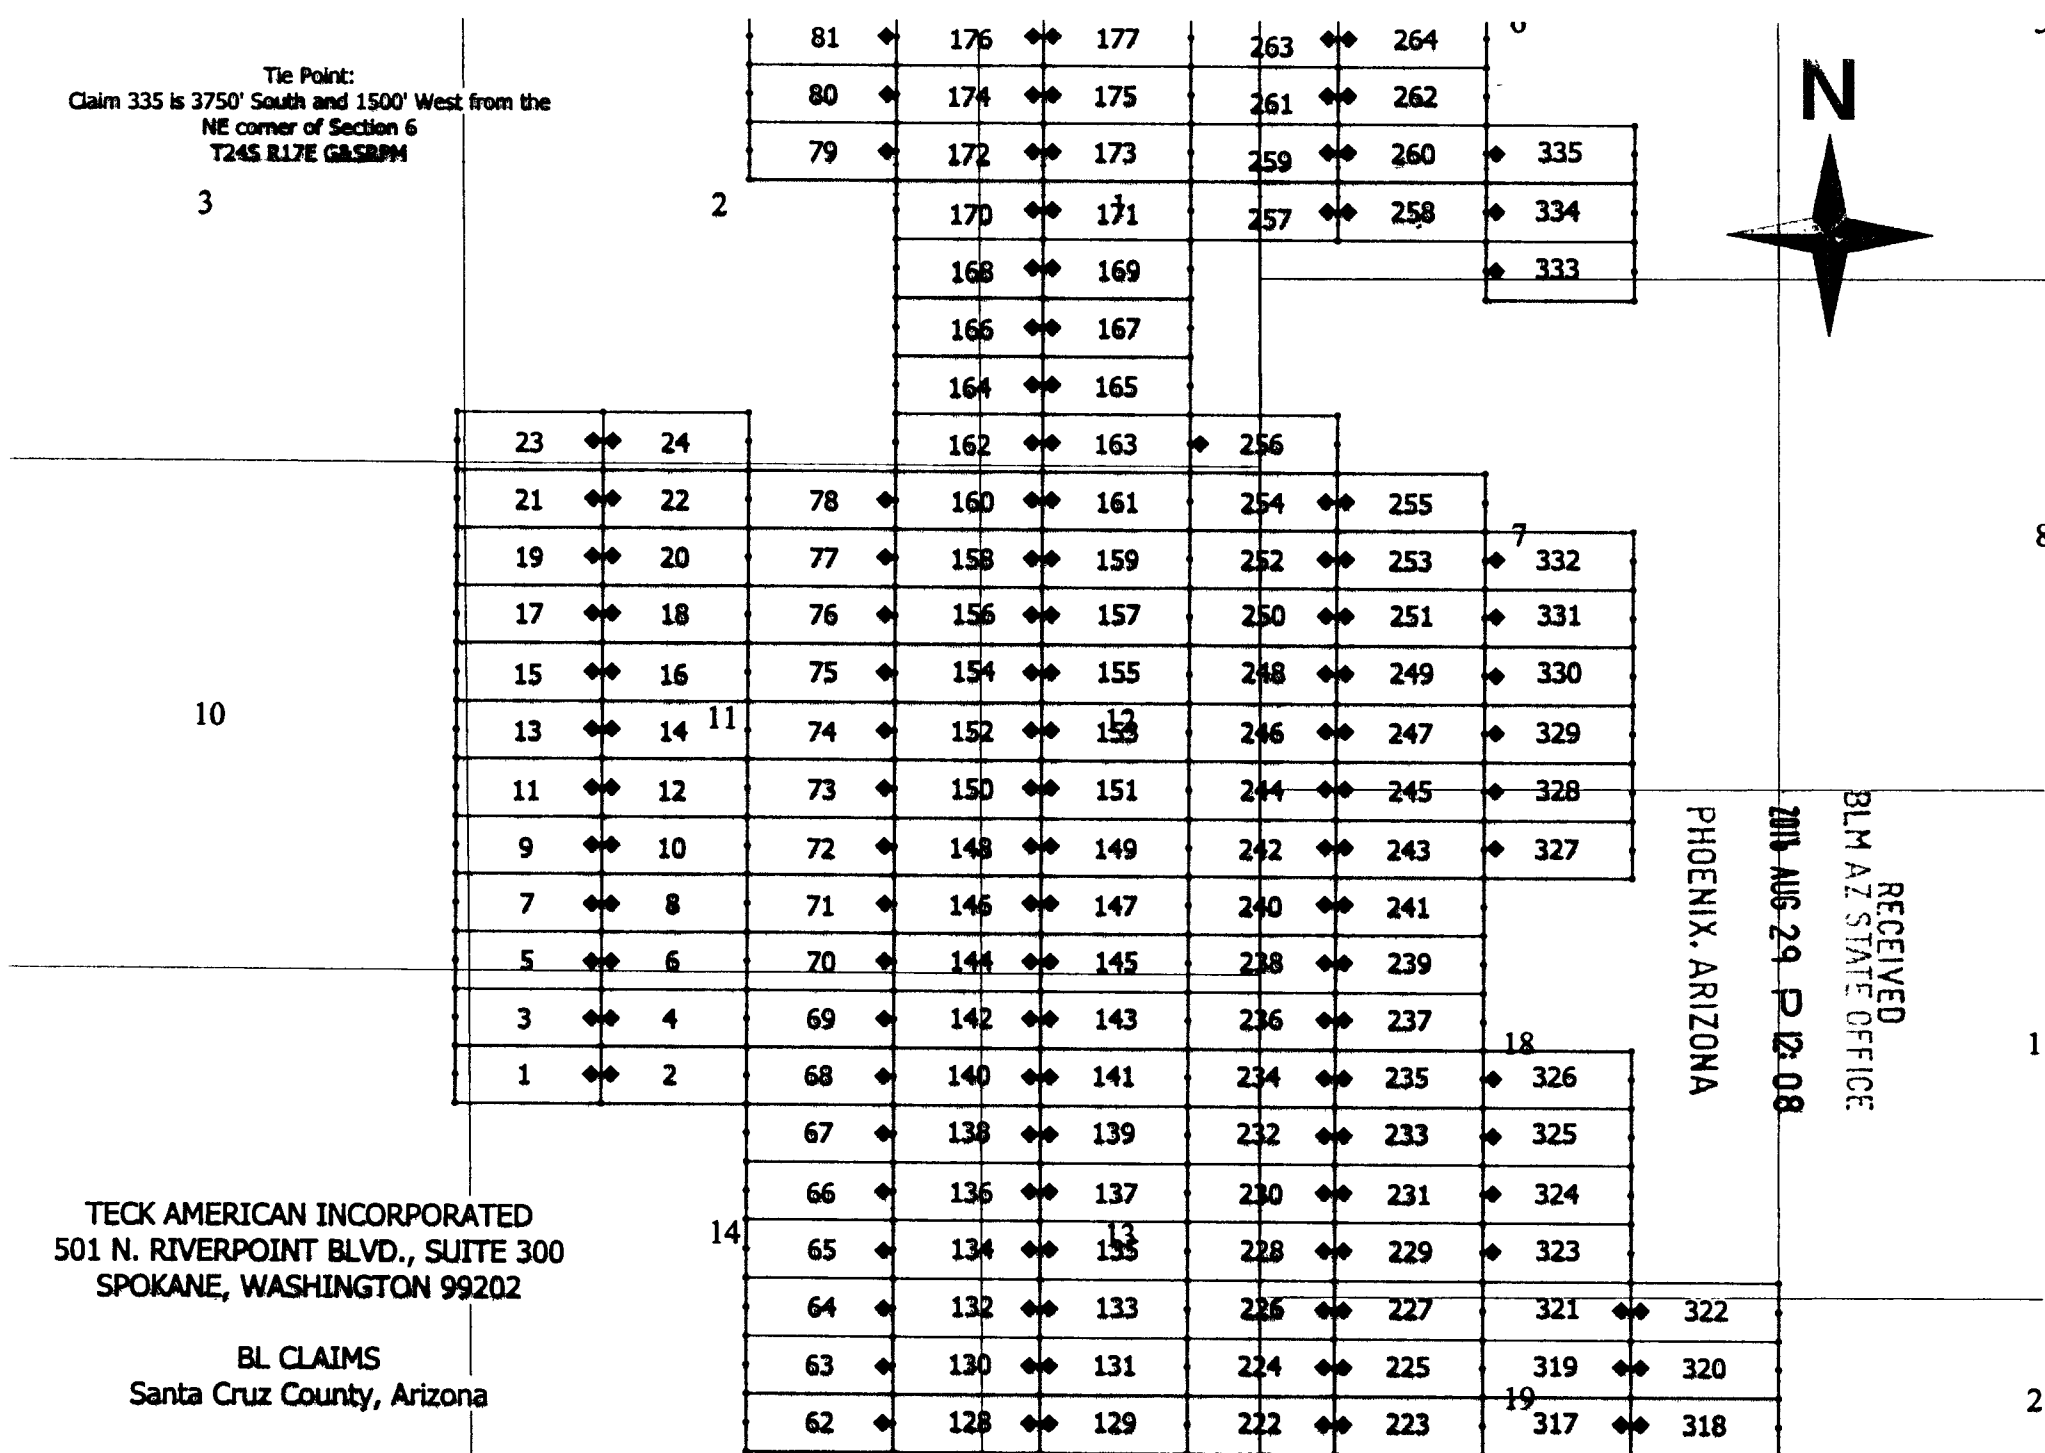 81 176 177 263 264 6
Tie Point:
Claim 335 is 3750' South and 1500' West from the
NE corner of Section 6
T24S R17E G&SRPM
N
80 174 175 261 262
79 172 173 259 260 335
3 2 170 1 171 257 258 334
168 169 333
166 167
164 165
23 24 162 163 256
21 22 78 160 161 254 255
19 20 77 158 159 252 253 7 332 8
17 18 76 156 157 250 251 331
15 16 75 154 155 248 249 330
10 11 12
13 14 74 152 153 246 247 329
11 12 73 150 151 244 245 328
9 10 72 148 149 242 243 327
7 8 71 146 147 240 241
5 6 70 144 145 238 239
3 4 69 142 143 236 237
18 1
1 2 68 140 141 234 235 326
67 138 139 232 233 325
66 136 137 230 231 324
14 13
65 134 135 228 229 323
64 132 133 226 227 321 322
63 130 131 224 225 319 320
19 2
62 128 129 222 223 317 318
RECEIVED
BLM AZ STATE OFFICE
AUG 29 P 12: 08
PHOENIX, ARIZONA
TECK AMERICAN INCORPORATED
501 N. RIVERPOINT BLVD., SUITE 300
SPOKANE, WASHINGTON 99202
BL CLAIMS
Santa Cruz County, Arizona